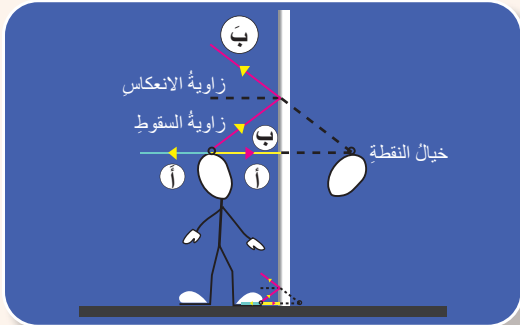 بَ
زاويةُ الانعكاسِ
زاويةُ السقوطِ
ب
خيالُ النقطةِ
أَ
أ